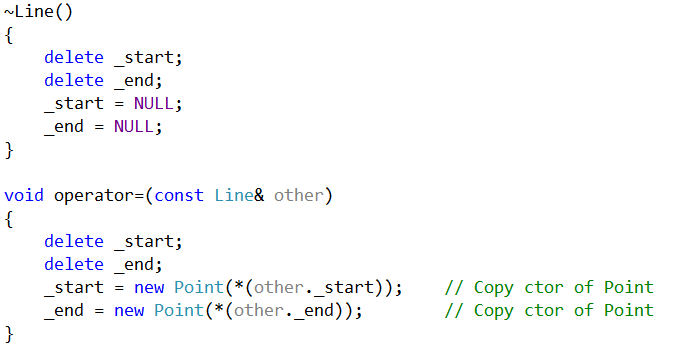 ~Line()
{
    delete _start;
    delete _end;
    _start = NULL;
    _end = NULL;
}

void operator=(const Line& other)
{
    delete _start;
    delete _end;
    _start = new Point(*(other._start));    // Copy ctor of Point
    _end = new Point(*(other._end));        // Copy ctor of Point
}